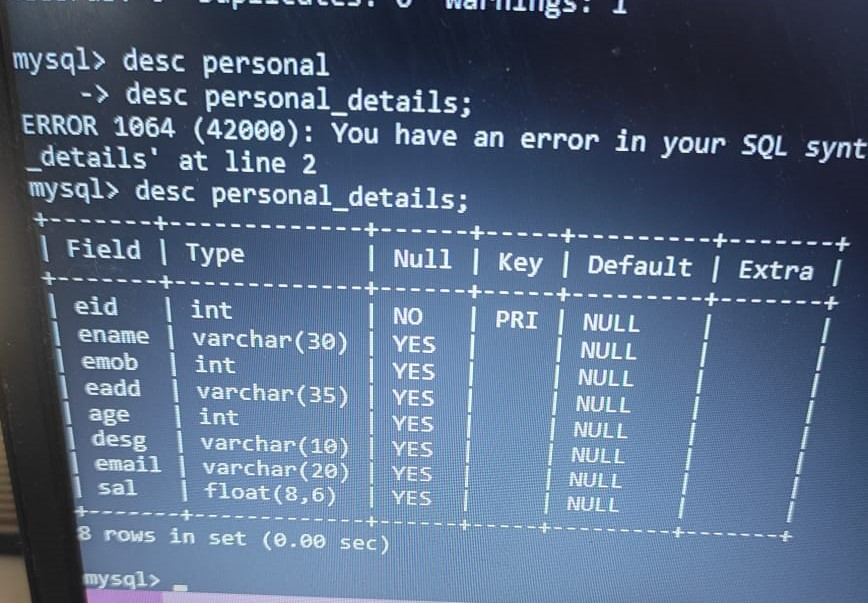 Duplicates: 0 Warnings: 1
mysql> desc personal
-> desc personal_details;
ERROR 1064 (42000): You have an error in your SQL synt
_details' at line 2
mysql> desc personal_details;
+-------+-------------+------+-----+---------+-------+
| Field | Type | Null | Key | Default | Extra |
+-------+-------------+------+-----+---------+-------+
| eid | int | NO | PRI | NULL | |
| ename | varchar(30) | YES | | NULL | |
| emob | int | YES | | NULL | |
| eadd | varchar(35) | YES | | NULL | |
| age | int | YES | | NULL | |
| desg | varchar(10) | YES | | NULL | |
| email | varchar(20) | YES | | NULL | |
| sal | float(8,6) | YES | | NULL | |
+-------+-------------+------+-----+---------+-------+
8 rows in set (0.00 sec)
mysql> _